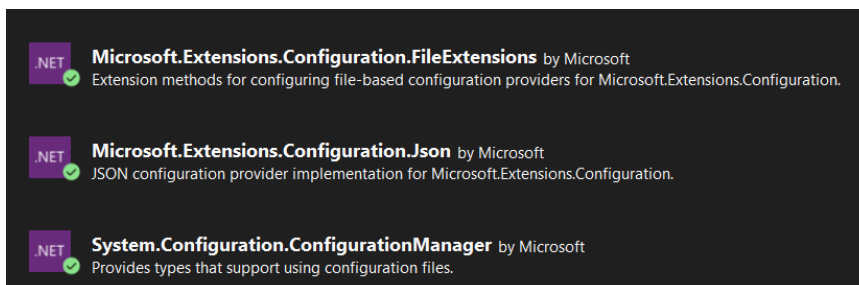 .NET
Microsoft.Extensions.Configuration.FileExtensions by Microsoft
Extension methods for configuring file-based configuration providers for Microsoft.Extensions.Configuration.
.NET
Microsoft.Extensions.Configuration.Json by Microsoft
JSON configuration provider implementation for Microsoft.Extensions.Configuration.
.NET
System.Configuration.ConfigurationManager by Microsoft
Provides types that support using configuration files.